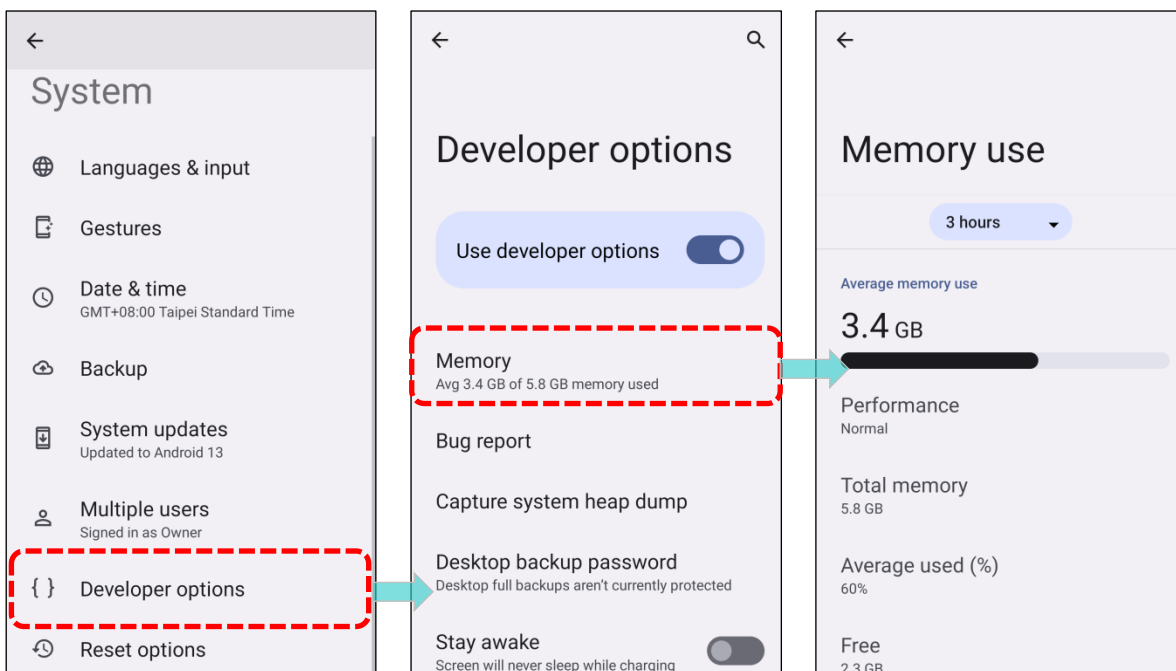 System
Languages & input
Gestures
Date & time
GMT+08:00 Taipei Standard Time
Backup
System updates
Updated to Android 13
Multiple users
Signed in as Owner
{ } Developer options
Reset options
Developer options
Use developer options
Memory
Avg 3.4 GB of 5.8 GB memory used
Bug report
Capture system heap dump
Desktop backup password
Desktop full backups aren't currently protected
Stay awake
Screen will never sleep while charging
Memory use
3 hours
Average memory use
3.4 GB
Performance
Normal
Total memory
5.8 GB
Average used (%)
60%
Free
2.3 GB